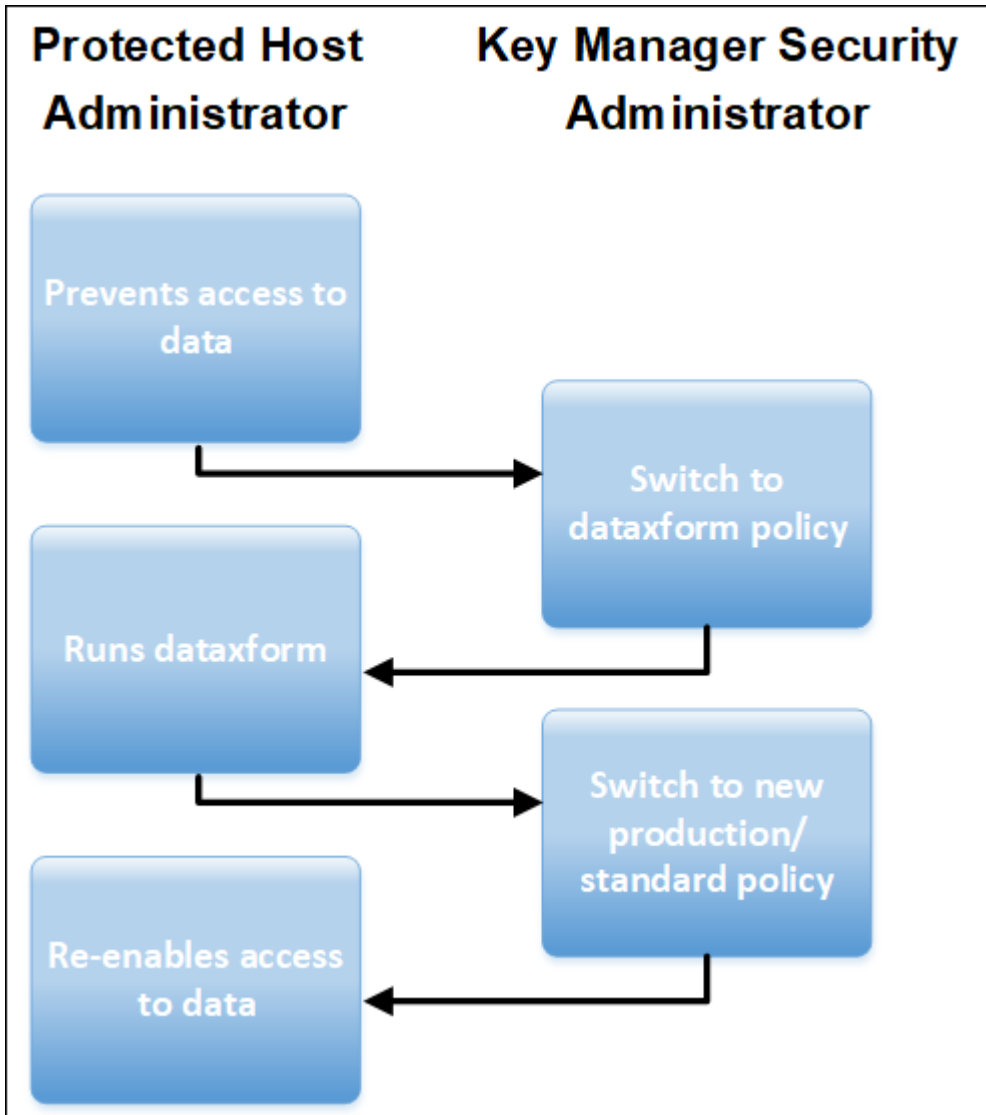 Protected Host
Administrator
Key Manager Security
Administrator
Prevents access to
data
Switch to
dataxform policy
Runs dataxform
Switch to new
production/
standard policy
Re-enables access
to data